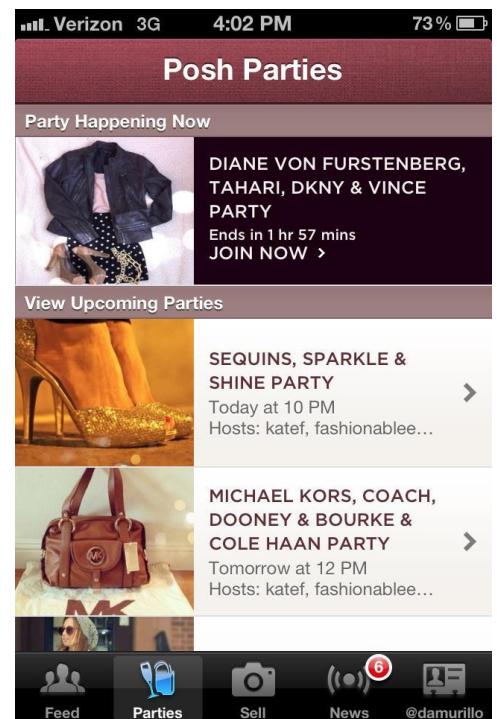 Verizon 3G 4:02 PM 73%
Posh Parties
Party Happening Now
DIANE VON FURSTENBERG,
TAHARI, DKNY & VINCE
PARTY
Ends in 1 hr 57 mins
JOIN NOW >
View Upcoming Parties
SEQUINS, SPARKLE &
SHINE PARTY
Today at 10 PM
Hosts: katef, fashionablee...
MICHAEL KORS, COACH,
DOONEY & BOURKE &
COLE HAAN PARTY
Tomorrow at 12 PM
Hosts: katef, fashionablee...
MK
MK
6
Feed Parties Sell News @damurillo